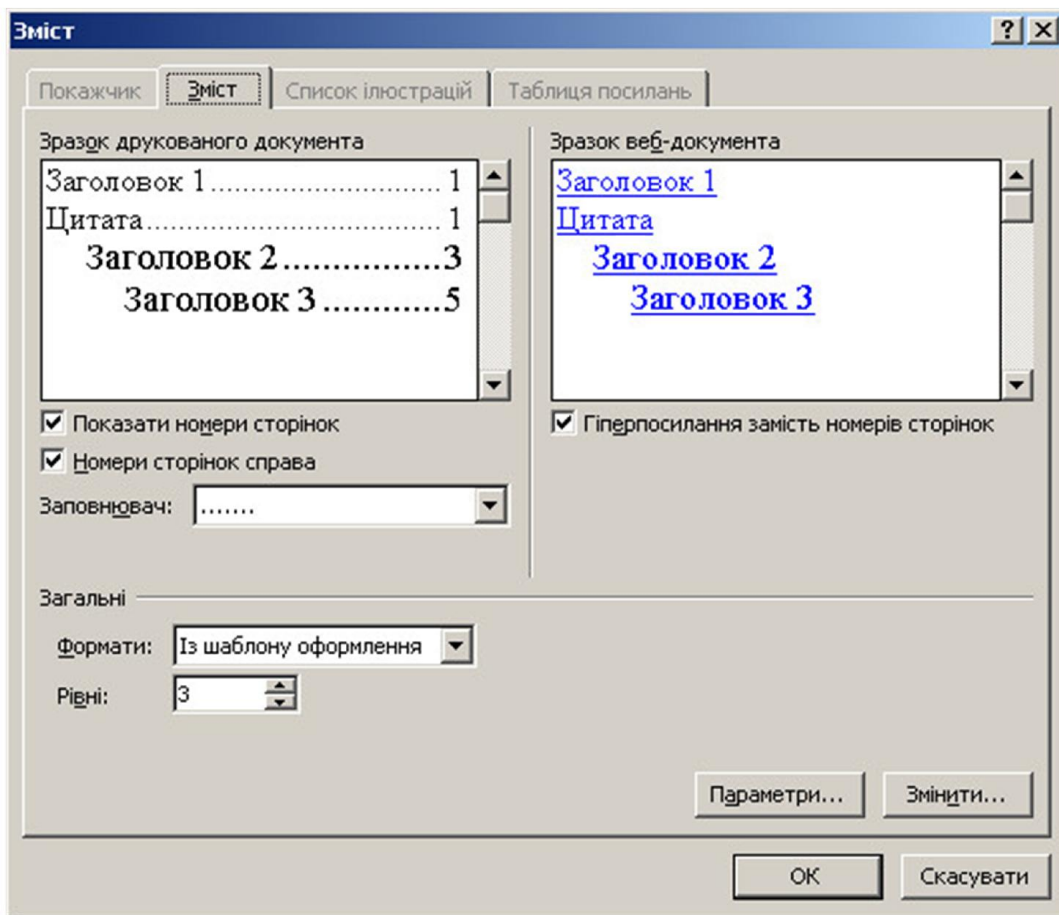 Зміст
Покажчик Зміст Список ілюстрацій Таблиця посилань
Зразок друкованого документа
Заголовок 1........................... 1
Цитата.................................... 1
Заголовок 2................3
Заголовок 3............5
Показати номери сторінок
Номери сторінок справа
Заповнювач: .......
Зразок веб-документа
Заголовок 1
Цитата
Заголовок 2
Заголовок 3
Гіперпосилання замість номерів сторінок
Загальні
Формати: Із шаблону оформлення
Рівні: 3
Параметри... Змінити...
ОК Скасувати